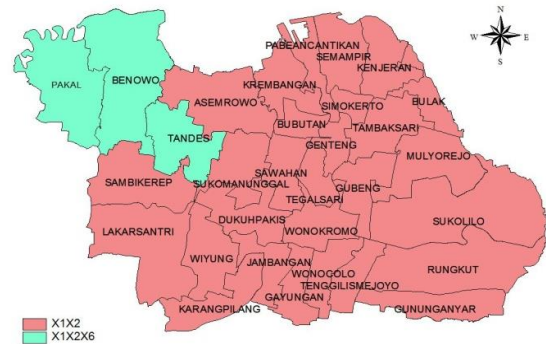 N
W E
S
PABEANCANTIKAN
SEMAMPIR
KENJERAN
PAKAL
BENOWO
KREMBANGAN
ASEMROWO
SIMOKERTO
BULAK
BUBUTAN
TAMBAKSARI
TANDES
GENTENG
MULYOREJO
SAWAHAN
SAMBIKEREP
SUKOMANUNGGAL
GUBENG
TEGALSARI
DUKUHPAKIS
SUKOLILO
LAKARSANTRI
WONOKROMO
WIYUNG
JAMBANGAN
RUNGKUT
WONOCOLO
TENGGILISMEJOYO
GAYUNGAN
KARANGPILANG
GUNUNGANYAR
X1X2
X1X2X6